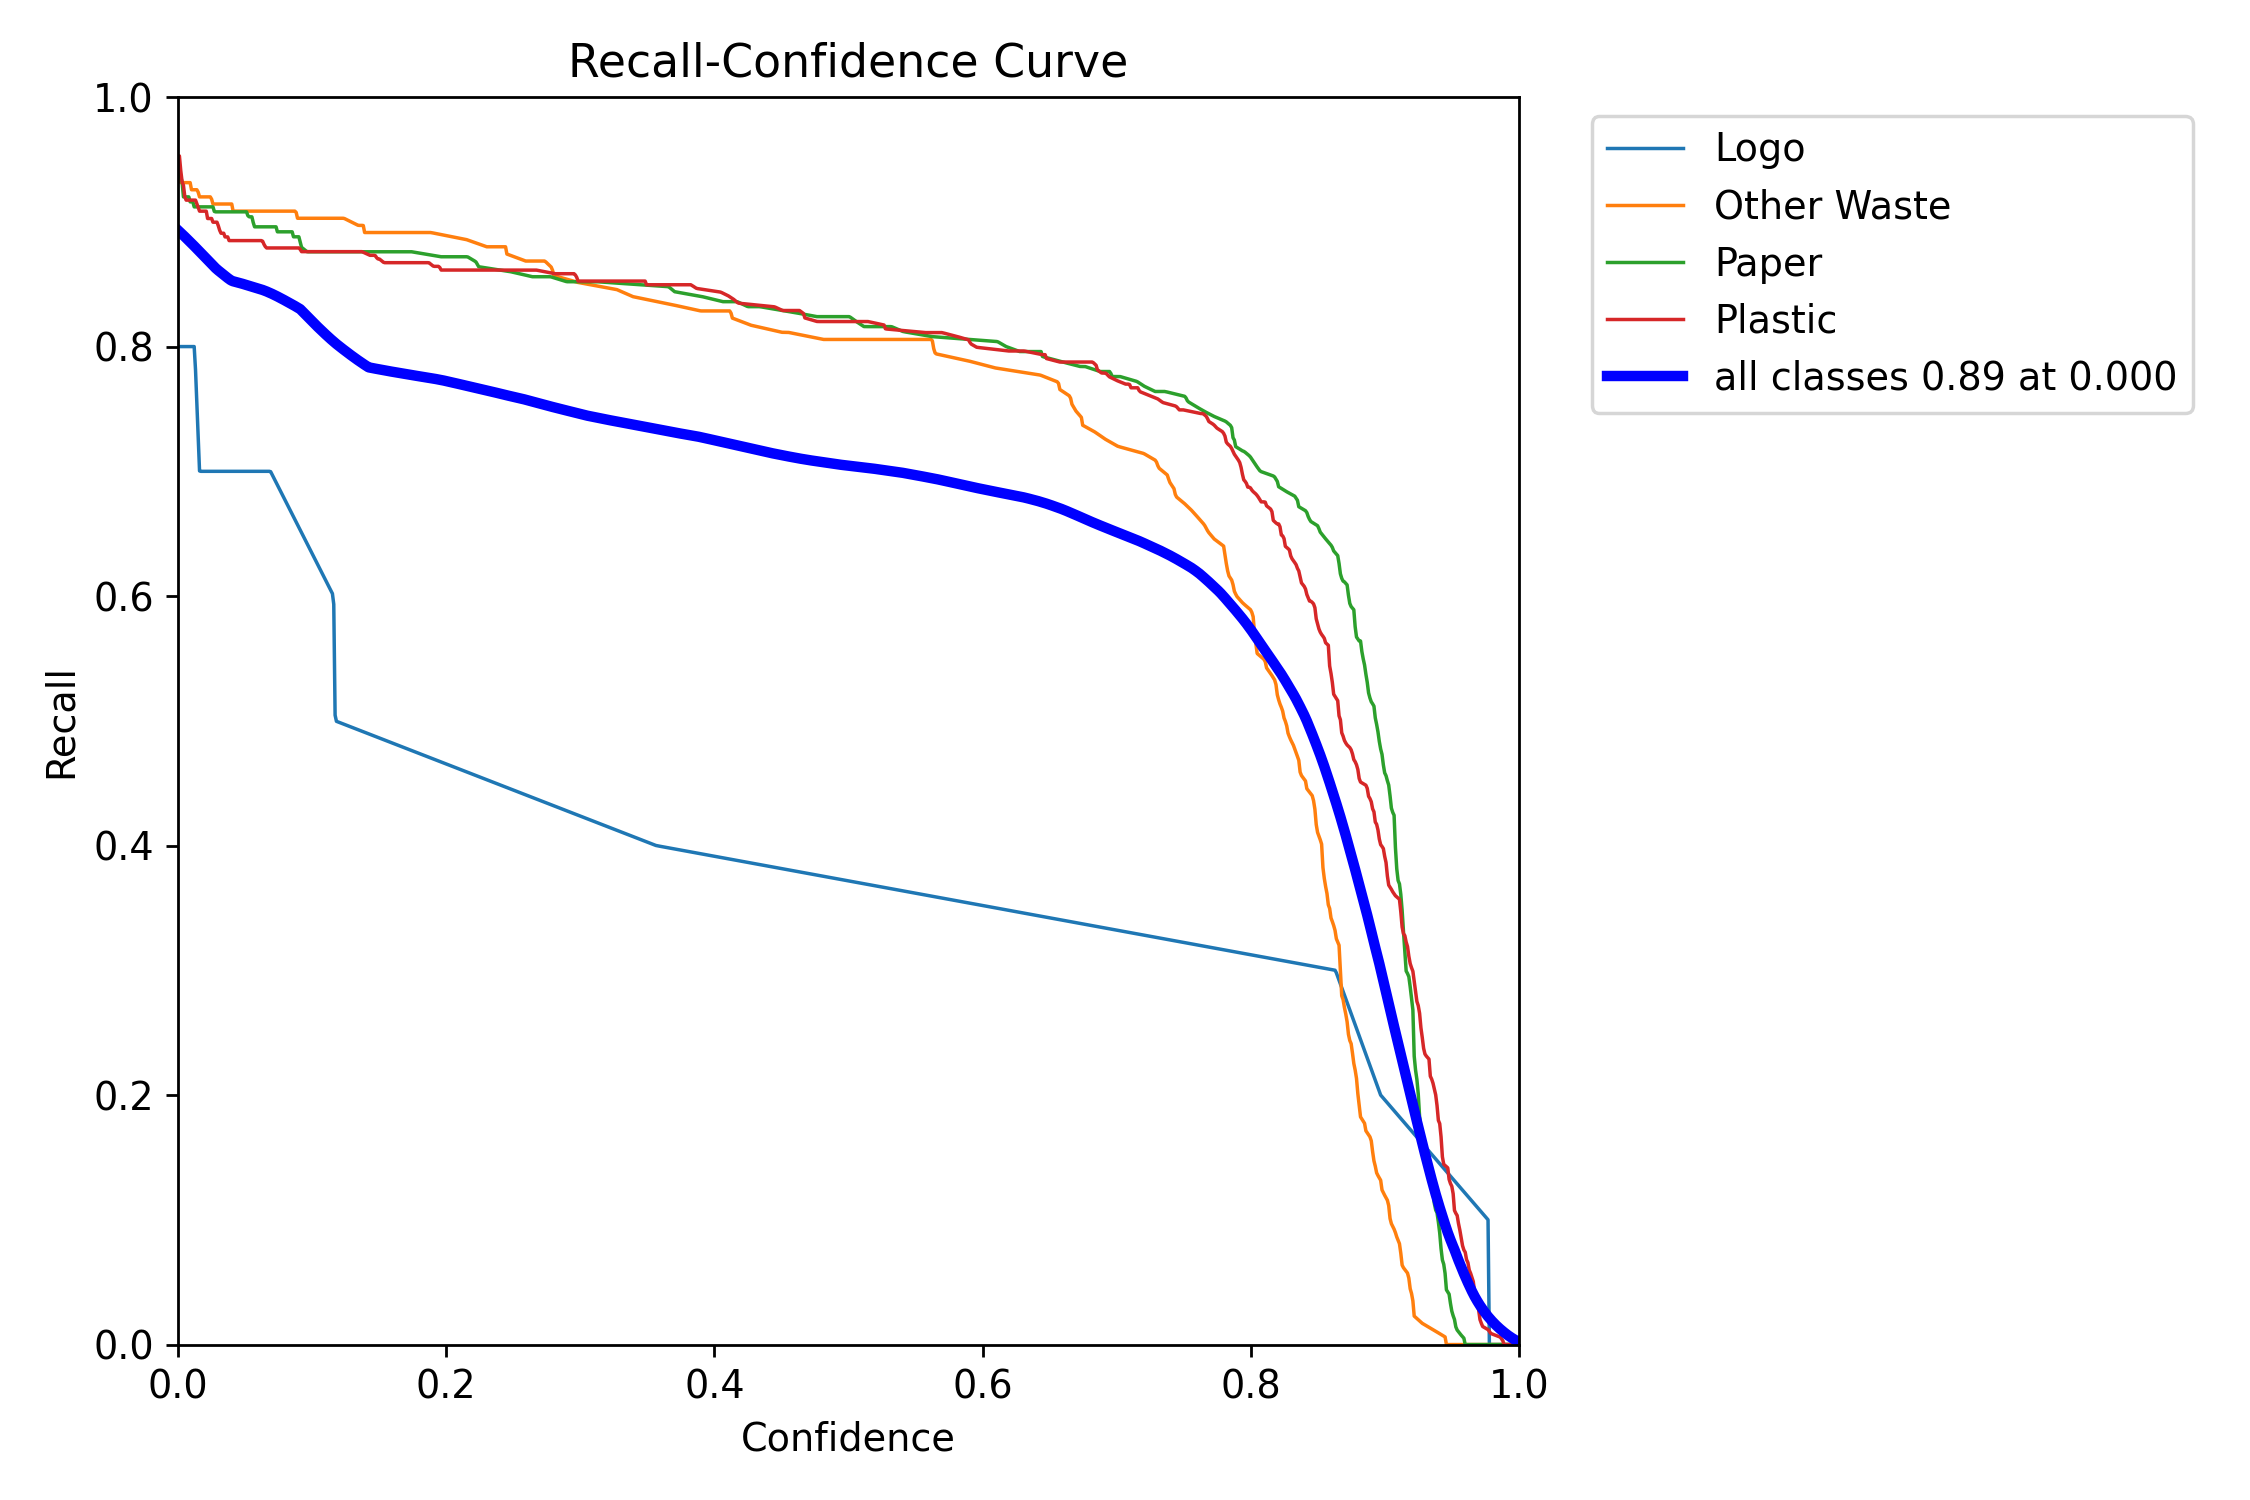 Recall-Confidence Curve
1.0
0.8
0.6
0.4
0.2
0.0
Recall
0.0 0.2 0.4 0.6 0.8 1.0
Confidence
Logo
Other Waste
Paper
Plastic
all classes 0.89 at 0.000